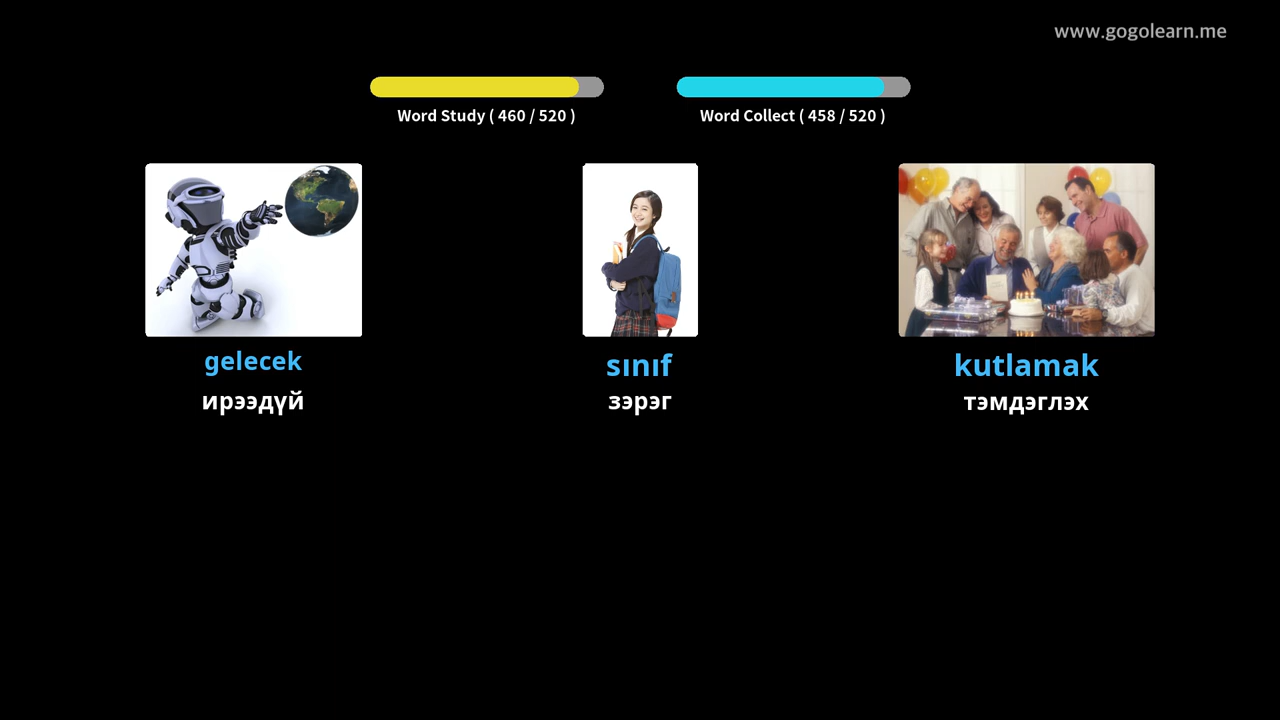 www.gogolearn.me
Word Study ( 460 / 520 )
Word Collect ( 458 / 520 )
gelecek
ирээдүй
sınıf
зэрэг
kutlamak
тэмдэглэх